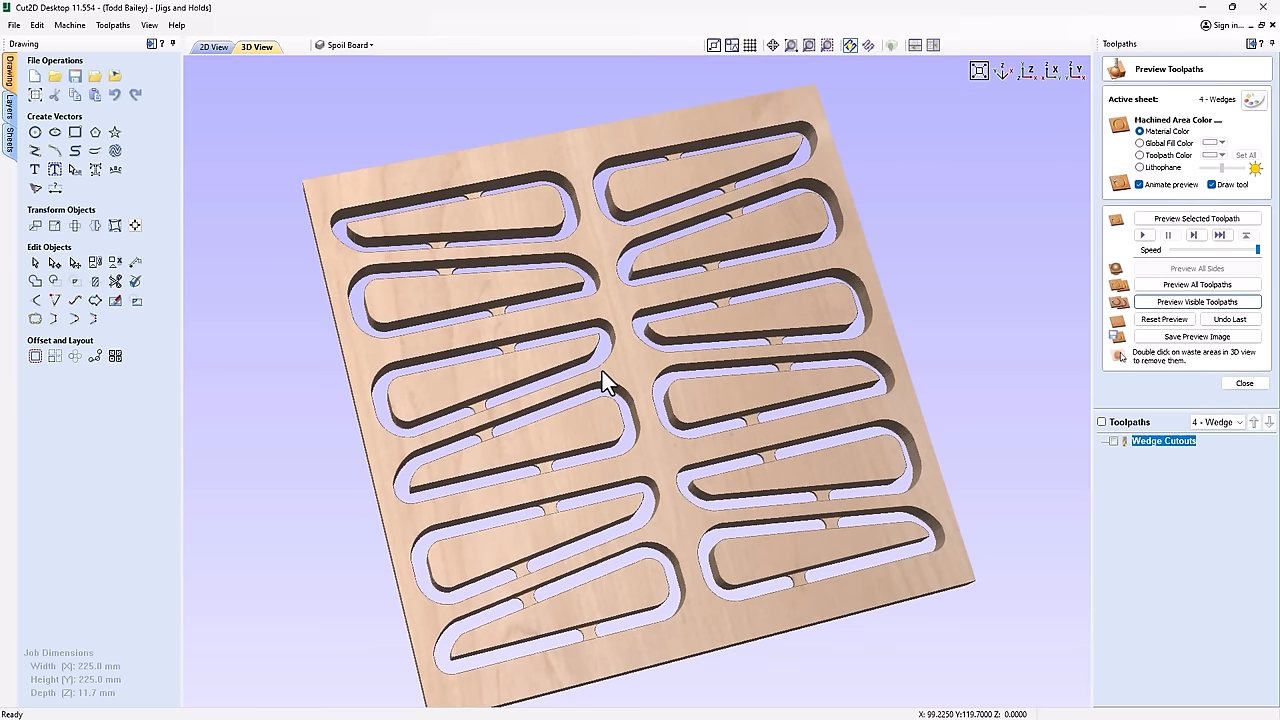 Cut2D Desktop 11.554 - {Todd Bailey} - [Jigs and Holds]
File Edit Machine Toolpaths View Help
Sign in...
Drawing
2D View 3D View Spoil Board
Toolpaths
Drawing
Layers
Sheets
File Operations
Create Vectors
Transform Objects
Edit Objects
Offset and Layout
Job Dimensions
Width (X): 225.0 mm
Height (Y): 225.0 mm
Depth (Z): 11.7 mm
Preview Toolpaths
Active sheet: 4 - Wedges
Machined Area Color ....
Material Color
Global Fill Color
Toolpath Color Set All
Lithophane
Animate preview Draw tool
Preview Selected Toolpath
Speed
Preview All Sides
Preview All Toolpaths
Preview Visible Toolpaths
Reset Preview Undo Last
Save Preview Image
Double click on waste areas in 3D view
to remove them.
Close
Toolpaths 4 - Wedge
Wedge Cutouts
Ready
X: 99.2250 Y:119.7000 Z: 0.0000